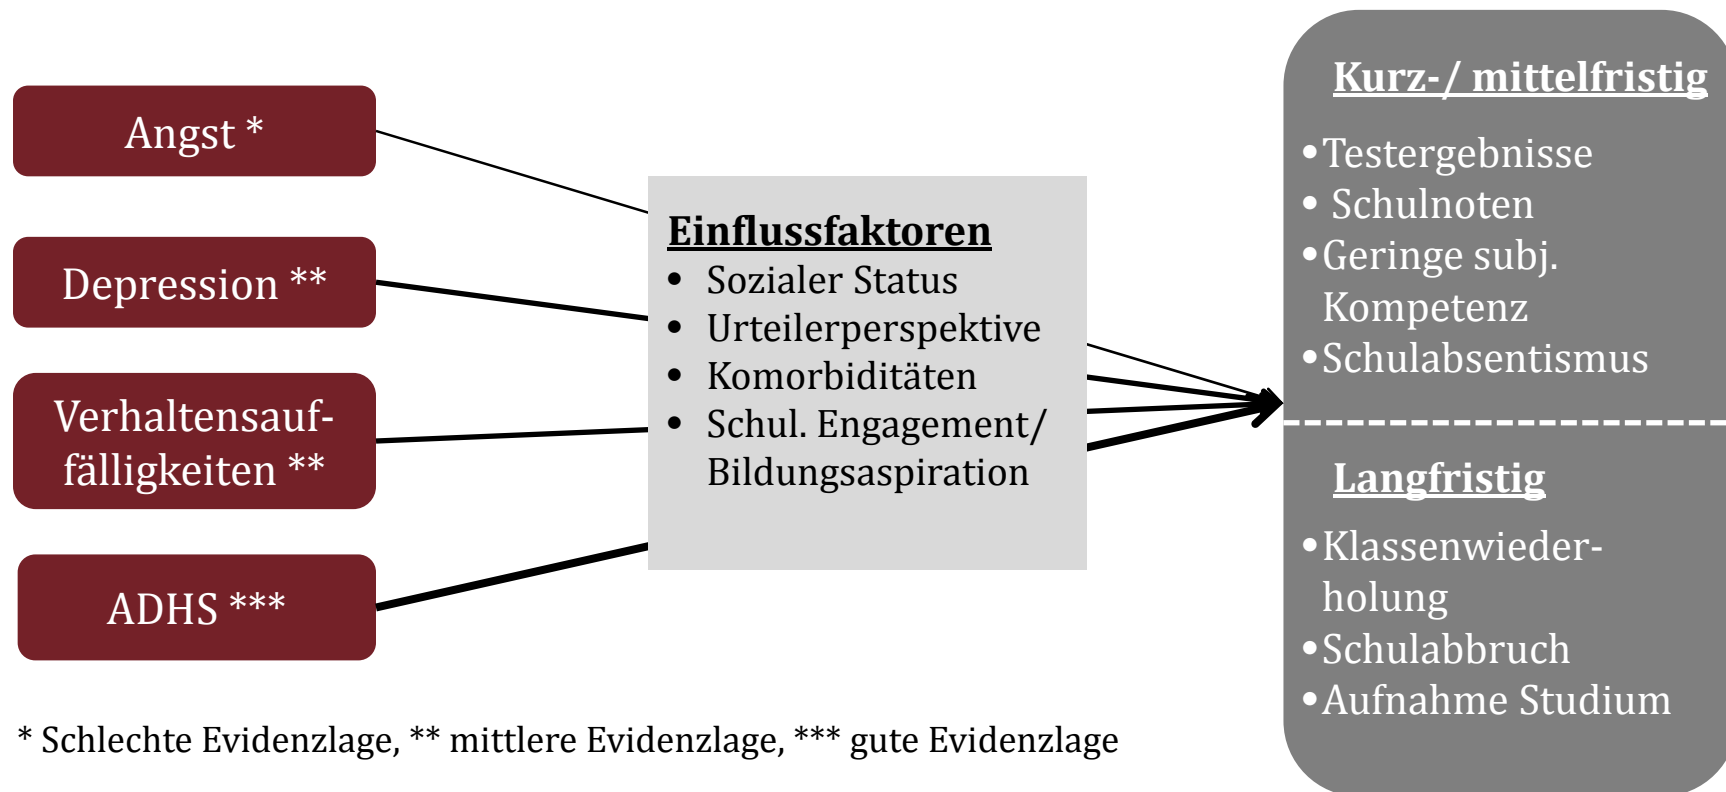 Angst *
Depression **
Verhaltensauf-
fälligkeiten **
ADHS ***
Einflussfaktoren
• Sozialer Status
• Urteilerperspektive
• Komorbiditäten
• Schul. Engagement/
Bildungsaspiration
Kurz-/ mittelfristig
• Testergebnisse
• Schulnoten
• Geringe subj.
Kompetenz
• Schulabsentismus
Langfristig
• Klassenwieder-
holung
• Schulabbruch
• Aufnahme Studium
* Schlechte Evidenzlage, ** mittlere Evidenzlage, *** gute Evidenzlage